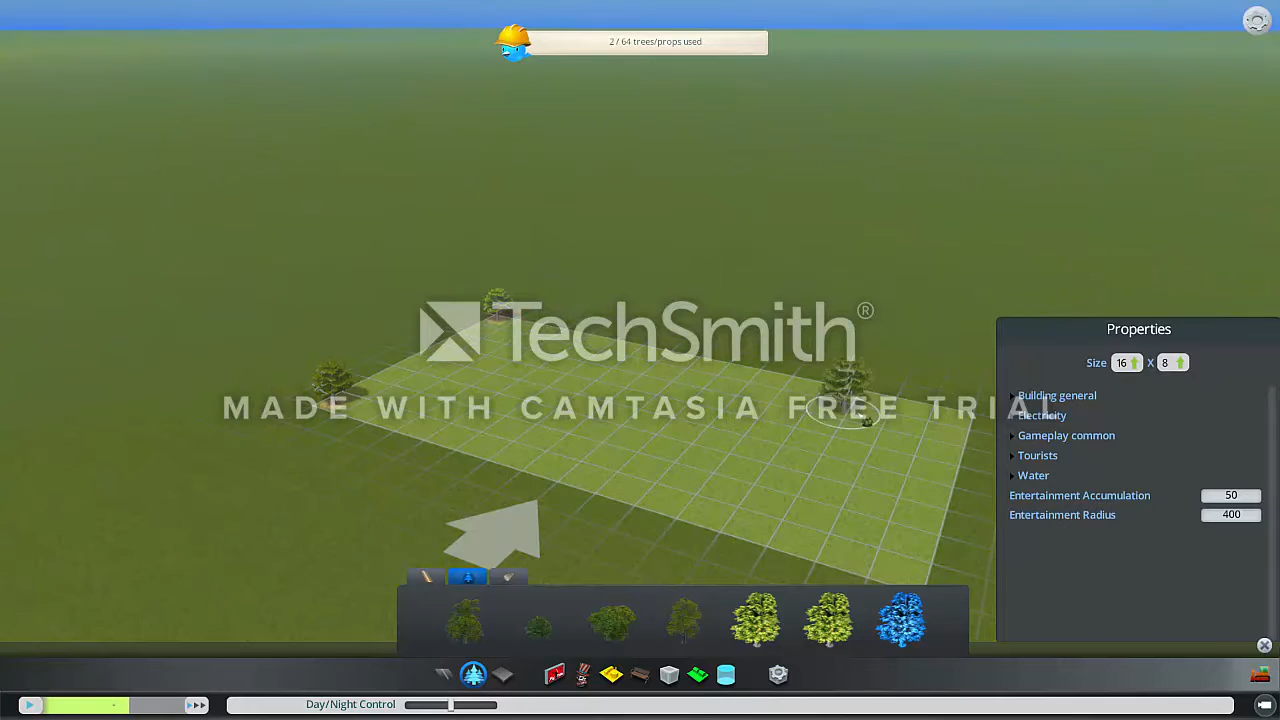 2 / 64 trees/props used
TechSmith®
MADE WITH CAMTASIA FREE TRIAL
Properties
Size 16 X 8
Building general
Electricity
Gameplay common
Tourists
Water
Entertainment Accumulation 50
Entertainment Radius 400
Day/Night Control